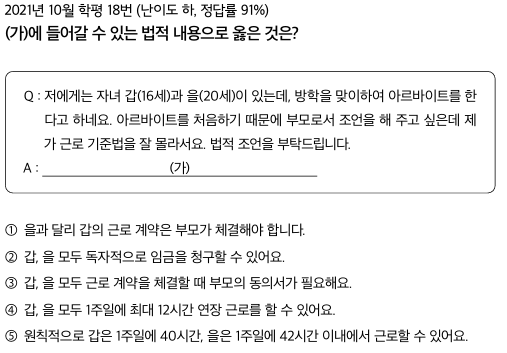 2021년 10월 학평 18번 (난이도 하, 정답률 91%)
(가)에 들어갈 수 있는 법적 내용으로 옳은 것은?
Q : 저에게는 자녀 갑(16세)과 을(20세)이 있는데, 방학을 맞이하여 아르바이트를 한
다고 하네요. 아르바이트를 처음하기 때문에 부모로서 조언을 해 주고 싶은데 제
가 근로 기준법을 잘 몰라서요. 법적 조언을 부탁드립니다.
A : (가)
① 을과 달리 갑의 근로 계약은 부모가 체결해야 합니다.
② 갑, 을 모두 독자적으로 임금을 청구할 수 있어요.
③ 갑, 을 모두 근로 계약을 체결할 때 부모의 동의서가 필요해요.
④ 갑, 을 모두 1주일에 최대 12시간 연장 근로를 할 수 있어요.
⑤ 원칙적으로 갑은 1주일에 40시간, 을은 1주일에 42시간 이내에서 근로할 수 있어요.